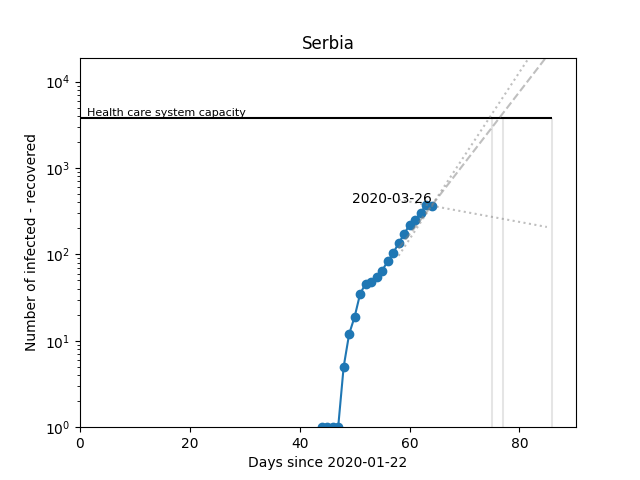 Serbia
Number of infected - recovered
10^4
10^3
10^2
10^1
10^0
Health care system capacity
2020-03-26
0 20 40 60 80
Days since 2020-01-22